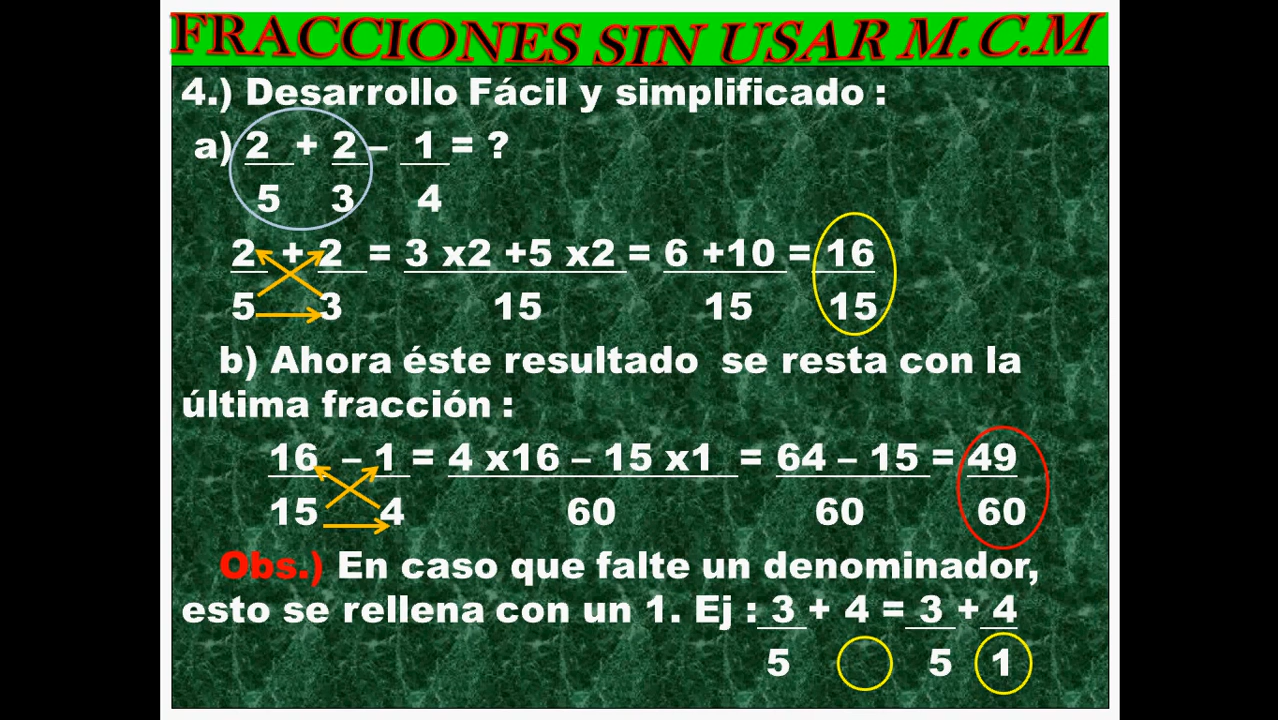 FRACCIONES SIN USAR M.C.M
4.) Desarrollo Fácil y simplificado :
a) 2 + 2 – 1 = ?
5 3 4
2 + 2 = 3 x2 +5 x2 = 6 +10 = 16
5 3 15 15 15
b) Ahora éste resultado se resta con la
última fracción :
16 – 1 = 4 x16 – 15 x1 = 64 – 15 = 49
15 4 60 60 60
Obs.) En caso que falte un denominador,
esto se rellena con un 1. Ej : 3 + 4 = 3 + 4
5 5 1